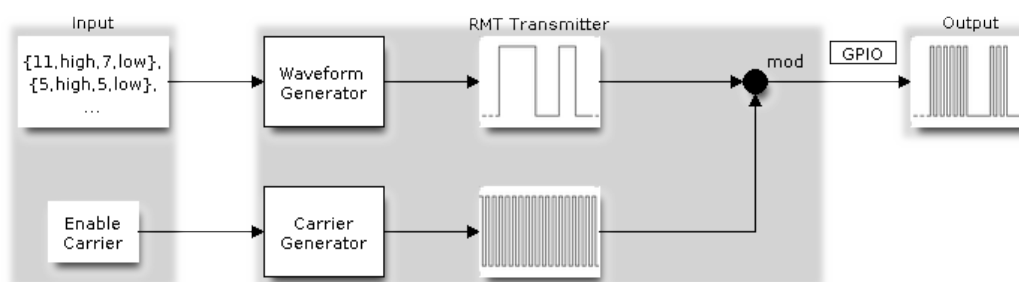 Input
RMT Transmitter
Output
{11,high,7,low},
{5,high,5,low},
...
Waveform
Generator
mod
GPIO
Enable
Carrier
Carrier
Generator